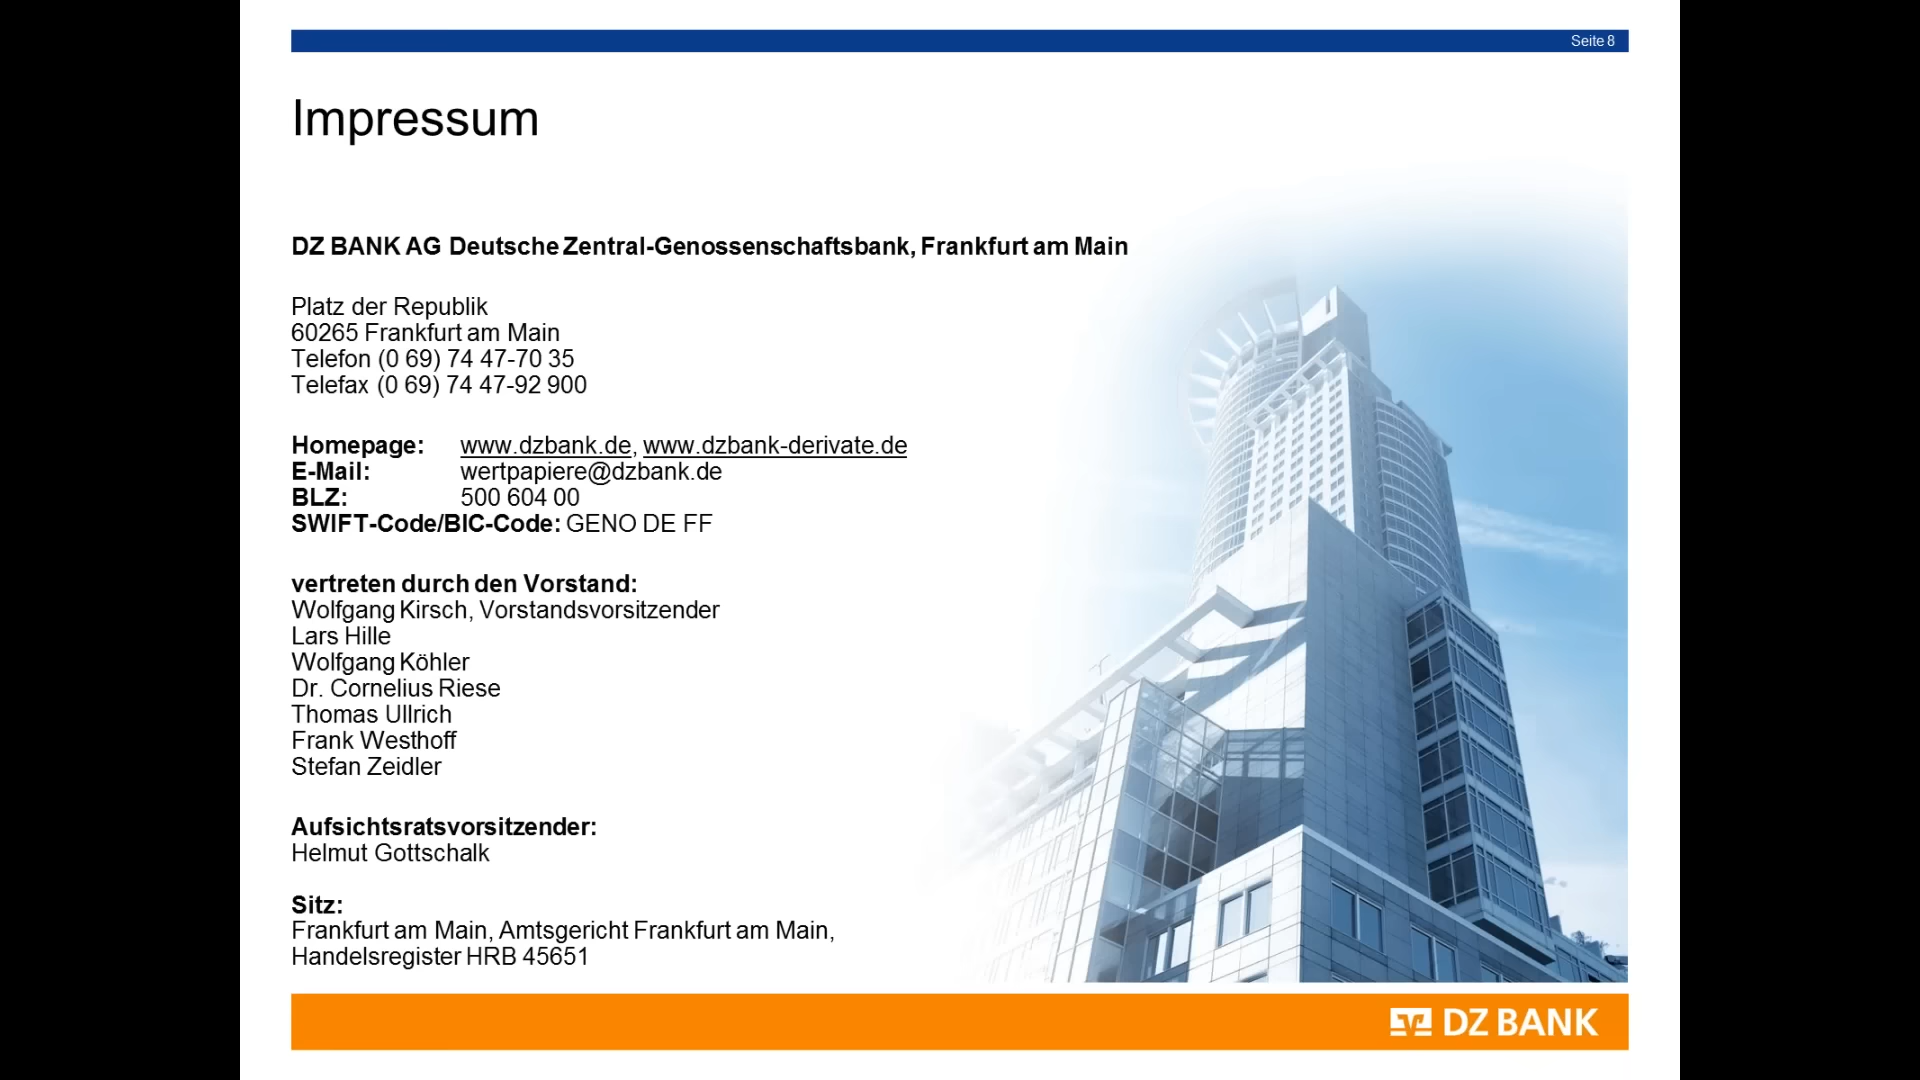 Seite 8
Impressum
DZ BANK AG Deutsche Zentral-Genossenschaftsbank, Frankfurt am Main
Platz der Republik
60265 Frankfurt am Main
Telefon (0 69) 74 47-70 35
Telefax (0 69) 74 47-92 900
Homepage: www.dzbank.de, www.dzbank-derivate.de
E-Mail: wertpapiere@dzbank.de
BLZ: 500 604 00
SWIFT-Code/BIC-Code: GENO DE FF
vertreten durch den Vorstand:
Wolfgang Kirsch, Vorstandsvorsitzender
Lars Hille
Wolfgang Köhler
Dr. Cornelius Riese
Thomas Ullrich
Frank Westhoff
Stefan Zeidler
Aufsichtsratsvorsitzender:
Helmut Gottschalk
Sitz:
Frankfurt am Main, Amtsgericht Frankfurt am Main,
Handelsregister HRB 45651
DZ BANK